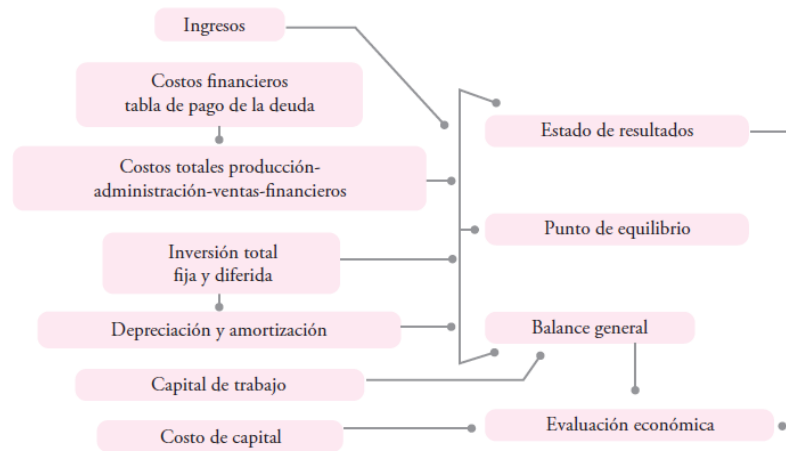 Ingresos
Costos financieros
tabla de pago de la deuda
Costos totales producción-
administración-ventas-financieros
Inversión total
fija y diferida
Depreciación y amortización
Capital de trabajo
Costo de capital
Estado de resultados
Punto de equilibrio
Balance general
Evaluación económica